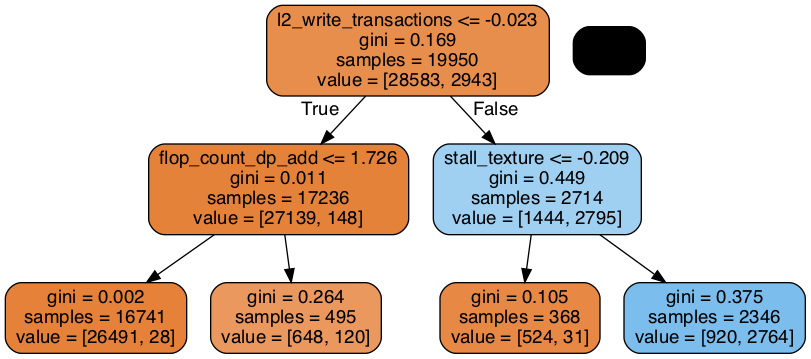 l2_write_transactions <= -0.023
gini = 0.169
samples = 19950
value = [28583, 2943]
True
False
flop_count_dp_add <= 1.726
gini = 0.011
samples = 17236
value = [27139, 148]
stall_texture <= -0.209
gini = 0.449
samples = 2714
value = [1444, 2795]
gini = 0.002
samples = 16741
value = [26491, 28]
gini = 0.264
samples = 495
value = [648, 120]
gini = 0.105
samples = 368
value = [524, 31]
gini = 0.375
samples = 2346
value = [920, 2764]